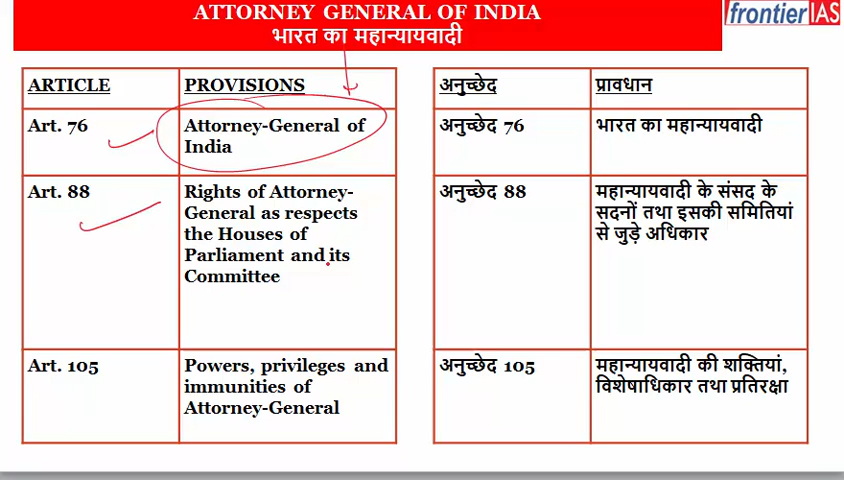 ATTORNEY GENERAL OF INDIA
भारत का महान्यायवादी
frontierIAS
ARTICLE PROVISIONS
Art. 76 Attorney-General of
India
Art. 88 Rights of Attorney-
General as respects
the Houses of
Parliament and its
Committee
Art. 105 Powers, privileges and
immunities of
Attorney-General
अनुच्छेद प्रावधान
अनुच्छेद 76 भारत का महान्यायवादी
अनुच्छेद 88 महान्यायवादी के संसद के
सदनों तथा इसकी समितियां
से जुड़े अधिकार
अनुच्छेद 105 महान्यायवादी की शक्तियां,
विशेषाधिकार तथा प्रतिरक्षा